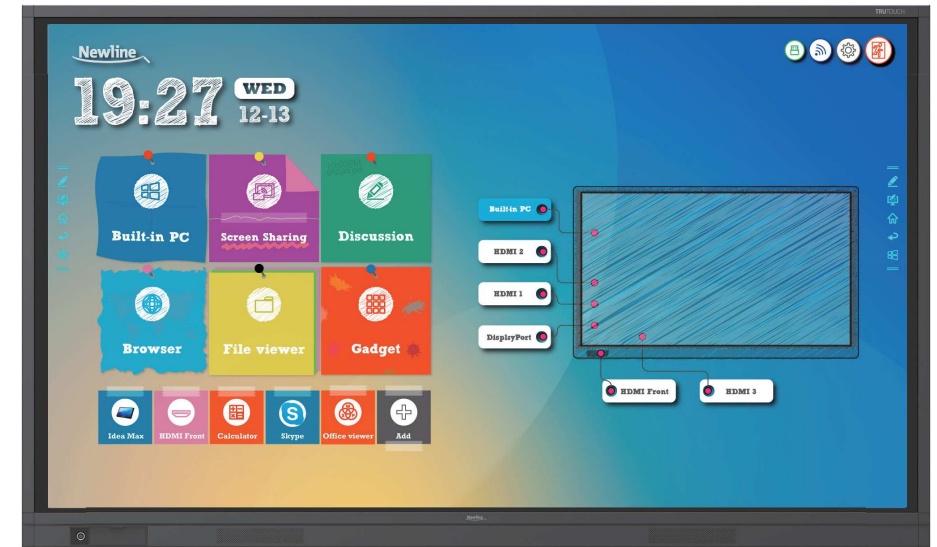 TRUTOUCH
Newline
19:27
WED
12-13
Built-in PC
Screen Sharing
Discussion
Browser
File viewer
Gadget
Idea Max
HDMI Front
Calculator
Skype
Office viewer
Add
Built-in PC
HDMI 2
HDMI 1
DisplzyPort
HDMI Front
HDMI 3
Newline